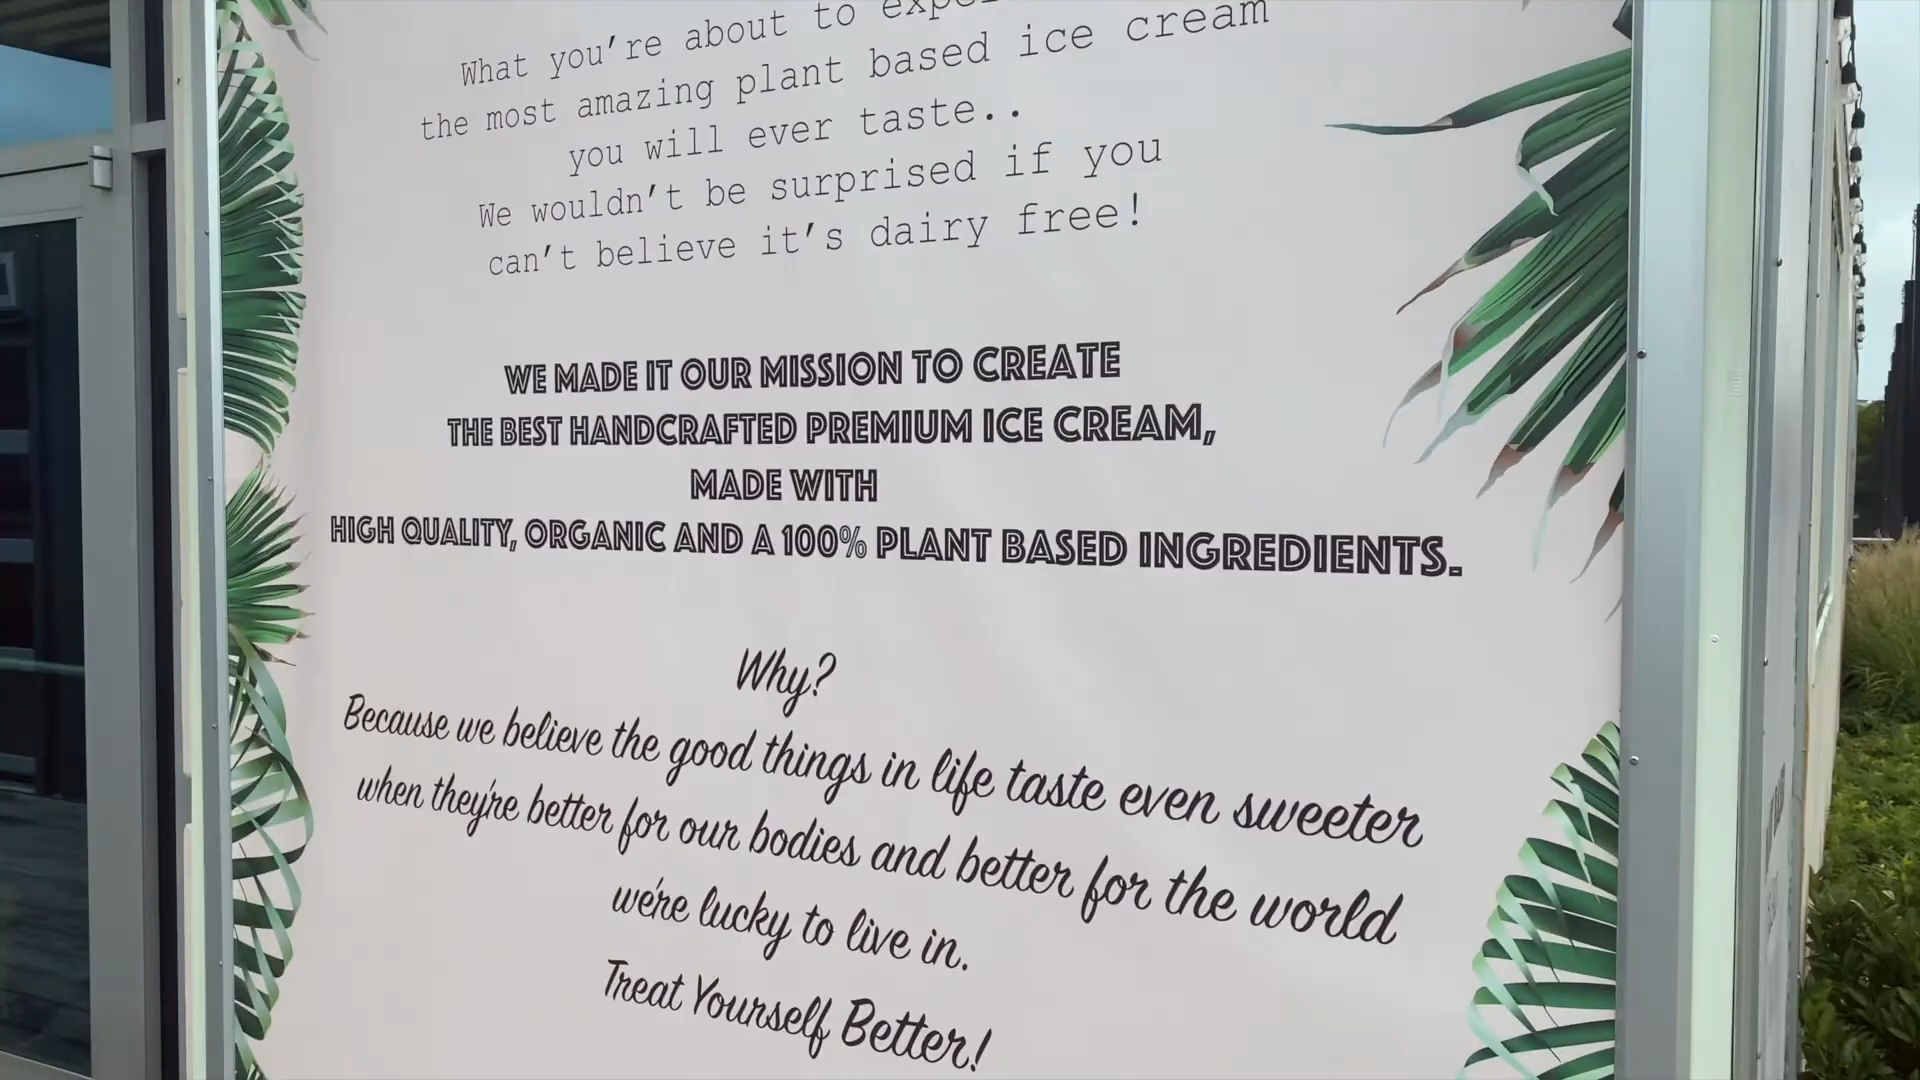 What you're about to
the most amazing plant based ice cream
you will ever taste..
We wouldn't be surprised if you
can't believe it's dairy free!
WE MADE IT OUR MISSION TO CREATE
THE BEST HANDCRAFTED PREMIUM ICE CREAM,
MADE WITH
HIGH QUALITY, ORGANIC AND A 100% PLANT BASED INGREDIENTS.
Why?
Because we believe the good things in life taste even sweeter
when they're better for our bodies and better for the world
we're lucky to live in.
Treat Yourself Better!